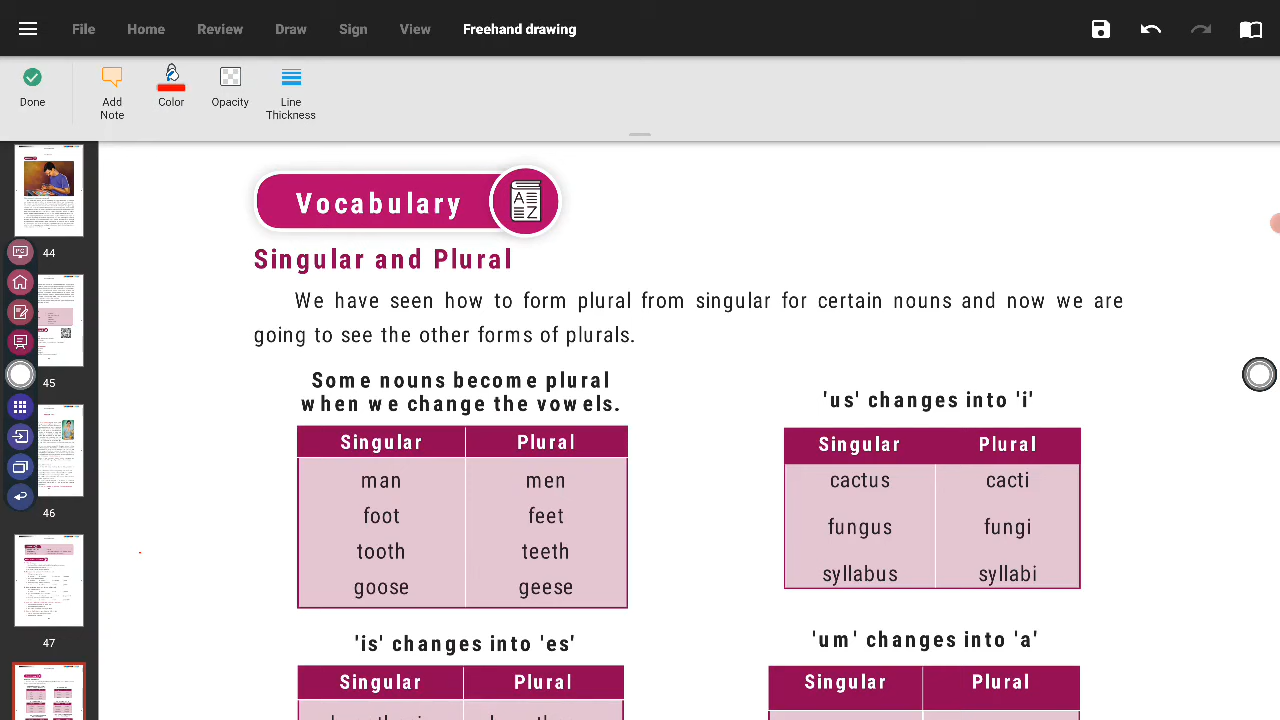 File Home Review Draw Sign View Freehand drawing
Done
Add Note
Color
Opacity
Line Thickness
44
45
46
47
Vocabulary
Singular and Plural
We have seen how to form plural from singular for certain nouns and now we are
going to see the other forms of plurals.
Some nouns become plural
when we change the vowels.
Singular Plural
man men
foot feet
tooth teeth
goose geese
'us' changes into 'i'
Singular Plural
cactus cacti
fungus fungi
syllabus syllabi
'is' changes into 'es'
Singular Plural
'um' changes into 'a'
Singular Plural